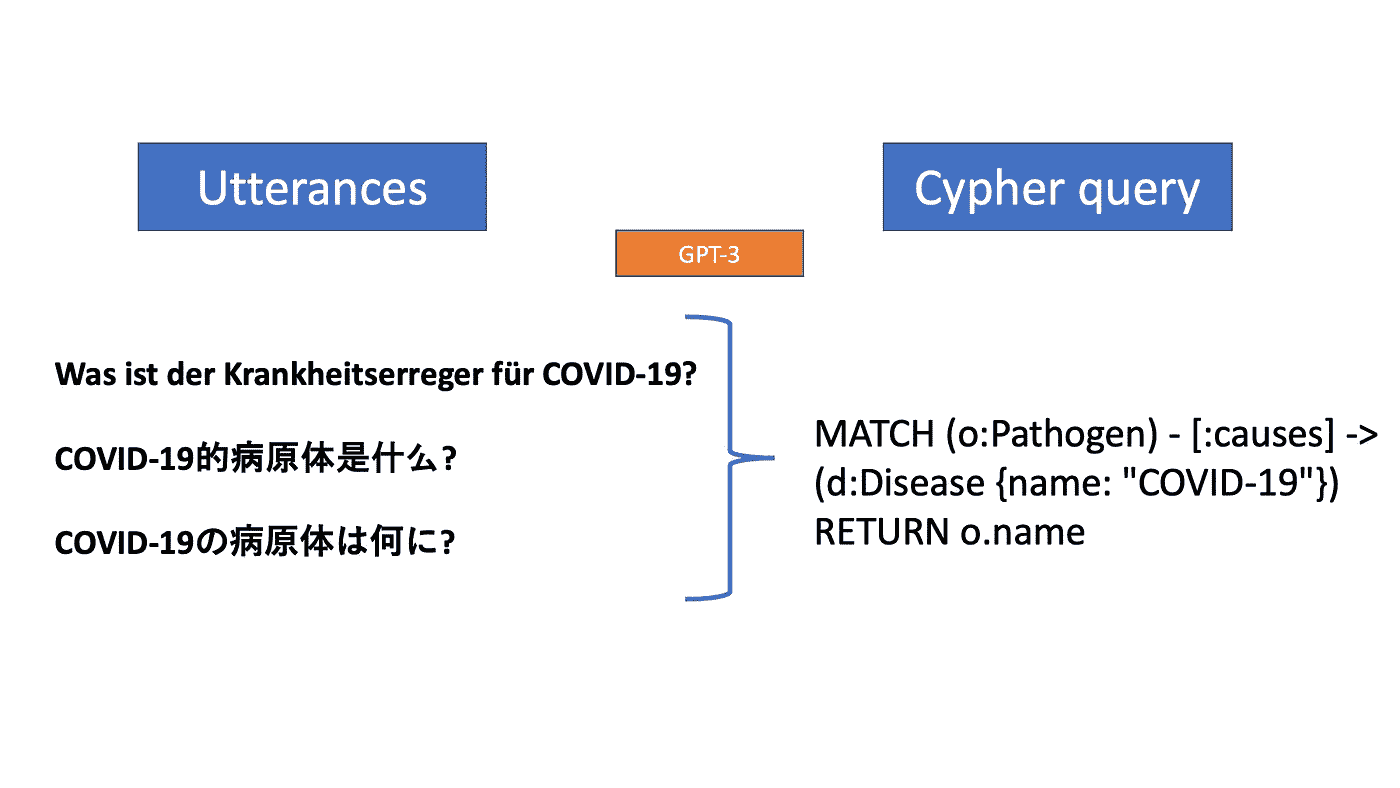 Utterances
Cypher query
GPT-3
Was ist der Krankheitserreger für COVID-19?
COVID-19的病原体是什么?
COVID-19の病原体は何に?
MATCH (o:Pathogen) - [:causes] ->
(d:Disease {name: "COVID-19"})
RETURN o.name